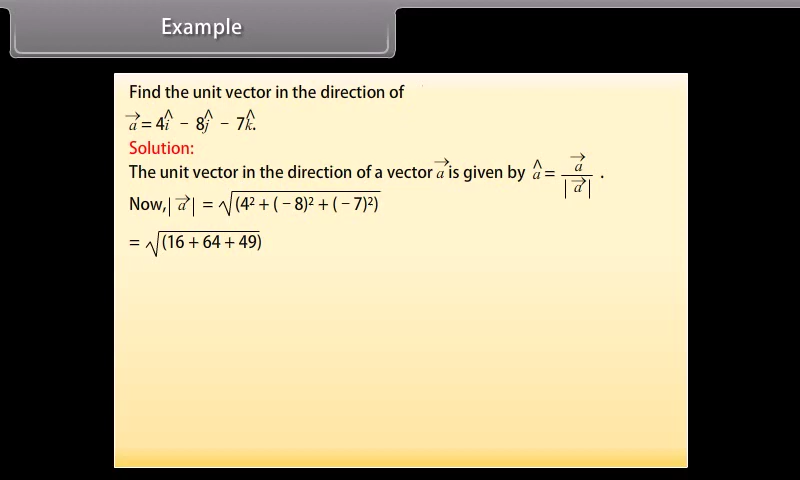 Example
Find the unit vector in the direction of
→a = 4î − 8ĵ − 7k̂.
Solution:
The unit vector in the direction of a vector →a is given by â = →a / |→a| .
Now, |→a| = √(4² + ( − 8)² + ( − 7)²)
= √(16 + 64 + 49)